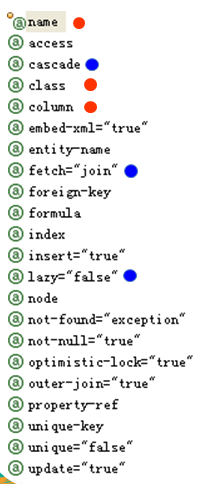 name
access
cascade
class
column
embed-xml="true"
entity-name
fetch="join"
foreign-key
formula
index
insert="true"
lazy="false"
node
not-found="exception"
not-null="true"
optimistic-lock="true"
outer-join="true"
property-ref
unique-key
unique="false"
update="true"